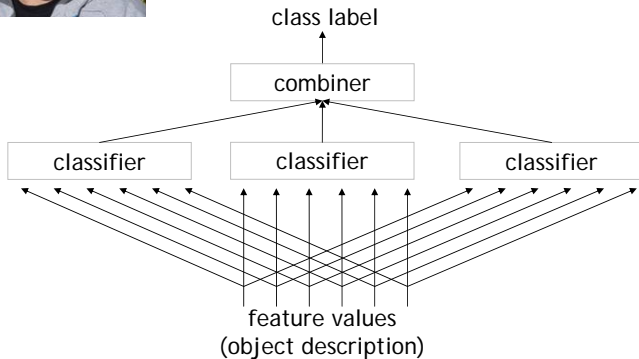 class label
combiner
classifier classifier classifier
feature values
(object description)